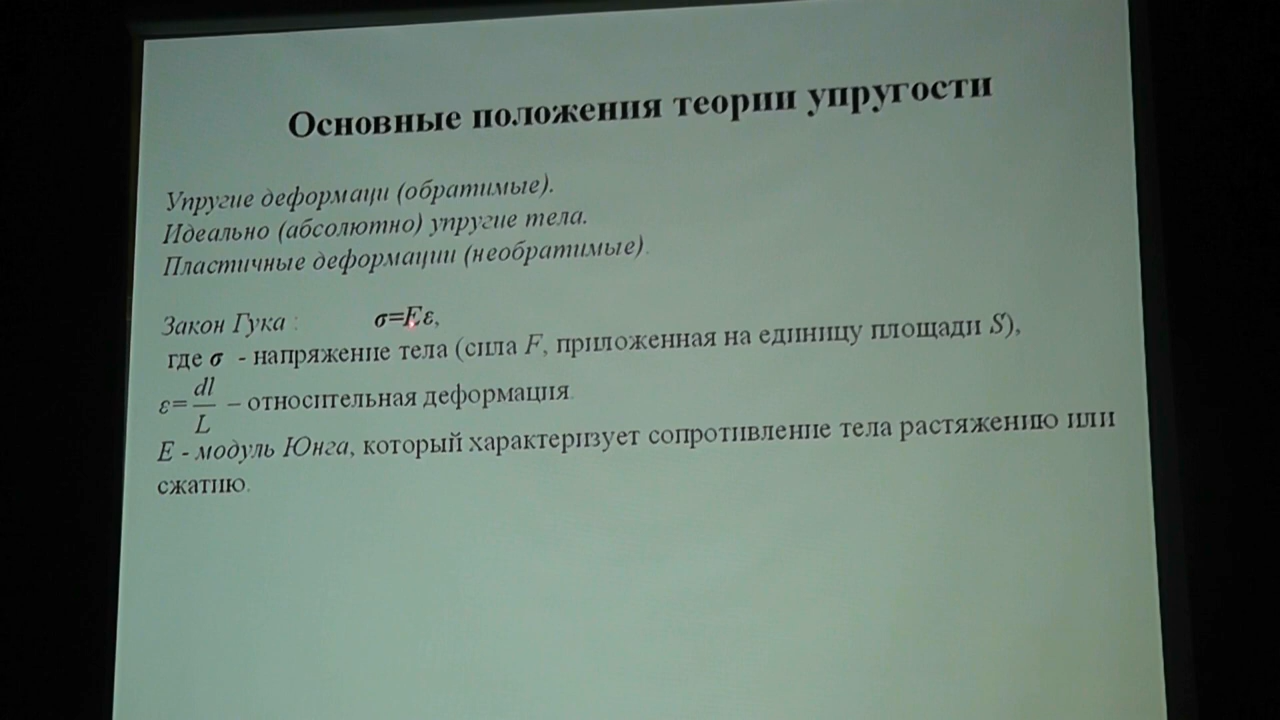 Основные положения теории упругости
Упругие деформаци (обратимые).
Идеально (абсолютно) упругие тела.
Пластичные деформации (необратимые).
Закон Гука : σ=Eε,
где σ - напряжение тела (сила F, приложенная на единицу площади S),
ε= dl/L – относительная деформация.
E - модуль Юнга, который характеризует сопротивление тела растяжению или
сжатию.